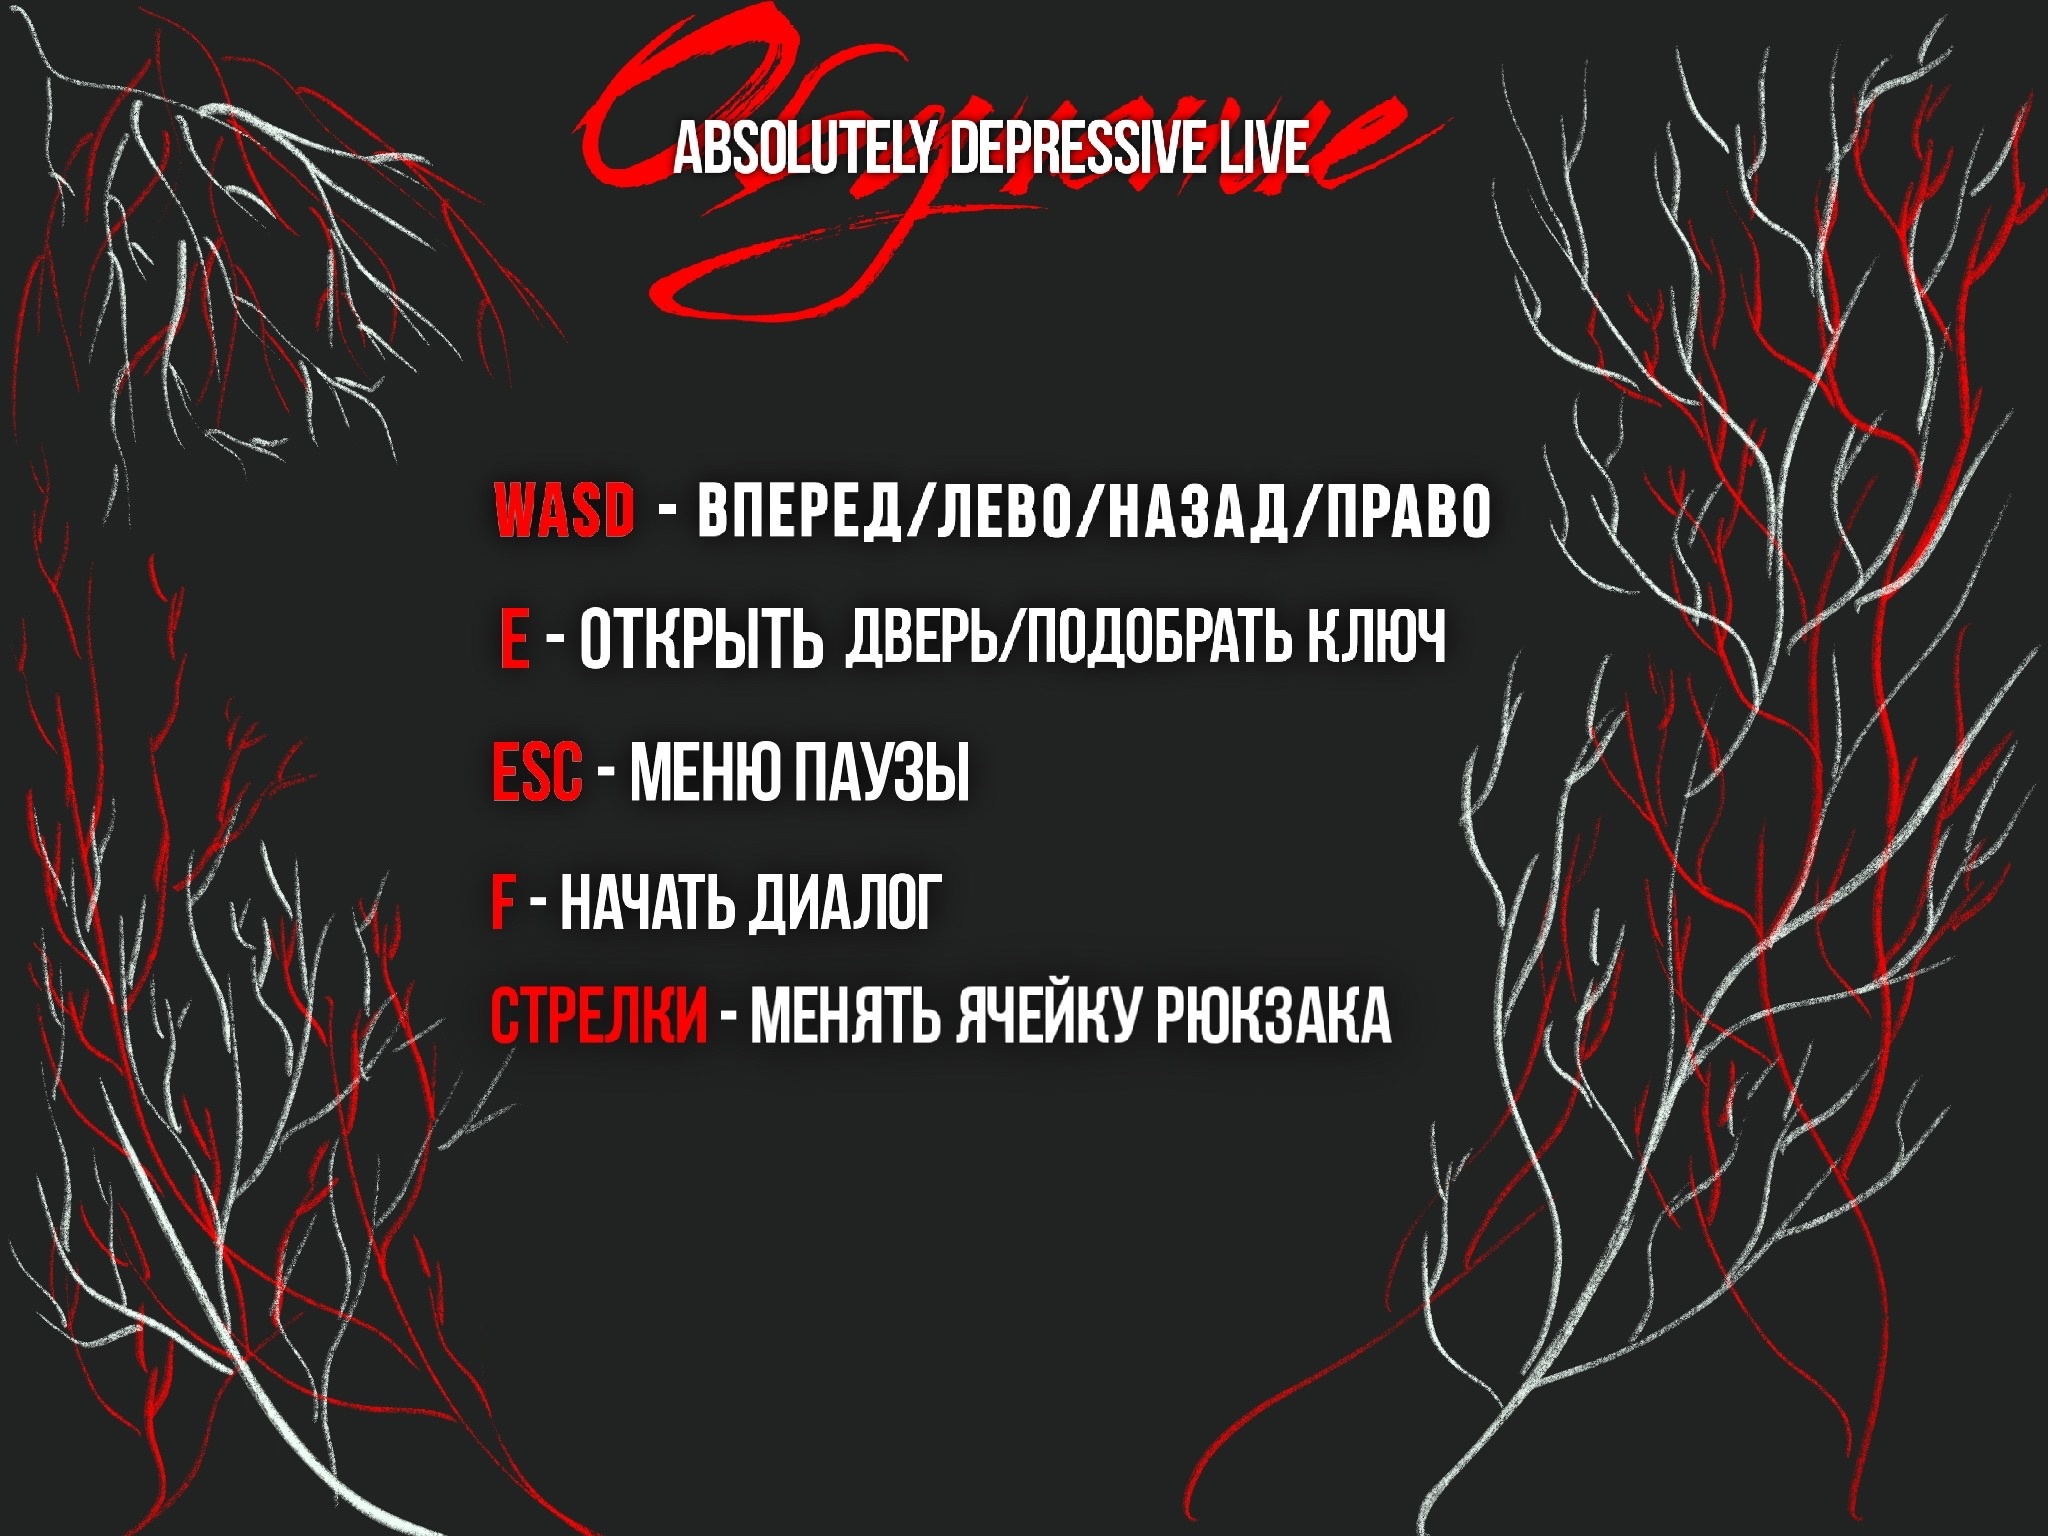 Обучение
ABSOLUTELY DEPRESSIVE LIVE
WASD - ВПЕРЕД/ЛЕВО/НАЗАД/ПРАВО
E - ОТКРЫТЬ ДВЕРЬ/ПОДОБРАТЬ КЛЮЧ
ESC - МЕНЮ ПАУЗЫ
F - НАЧАТЬ ДИАЛОГ
СТРЕЛКИ - МЕНЯТЬ ЯЧЕЙКУ РЮКЗАКА